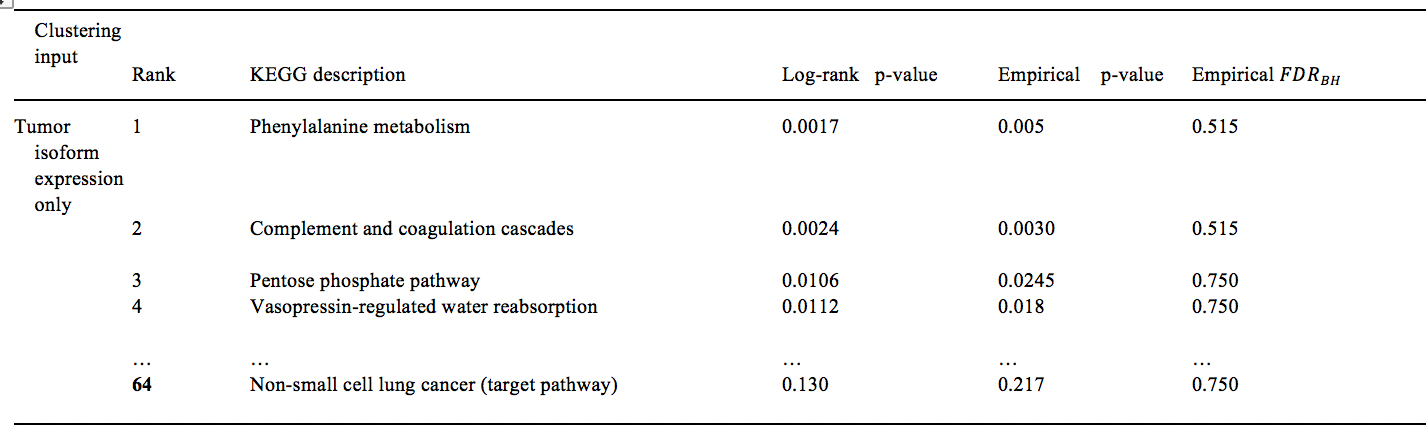 Clustering input Rank KEGG description Log-rank p-value Empirical p-value Empirical FDR_BH
Tumor isoform expression only 1 Phenylalanine metabolism 0.0017 0.005 0.515
2 Complement and coagulation cascades 0.0024 0.0030 0.515
3 Pentose phosphate pathway 0.0106 0.0245 0.750
4 Vasopressin-regulated water reabsorption 0.0112 0.018 0.750
… … … … …
64 Non-small cell lung cancer (target pathway) 0.130 0.217 0.750